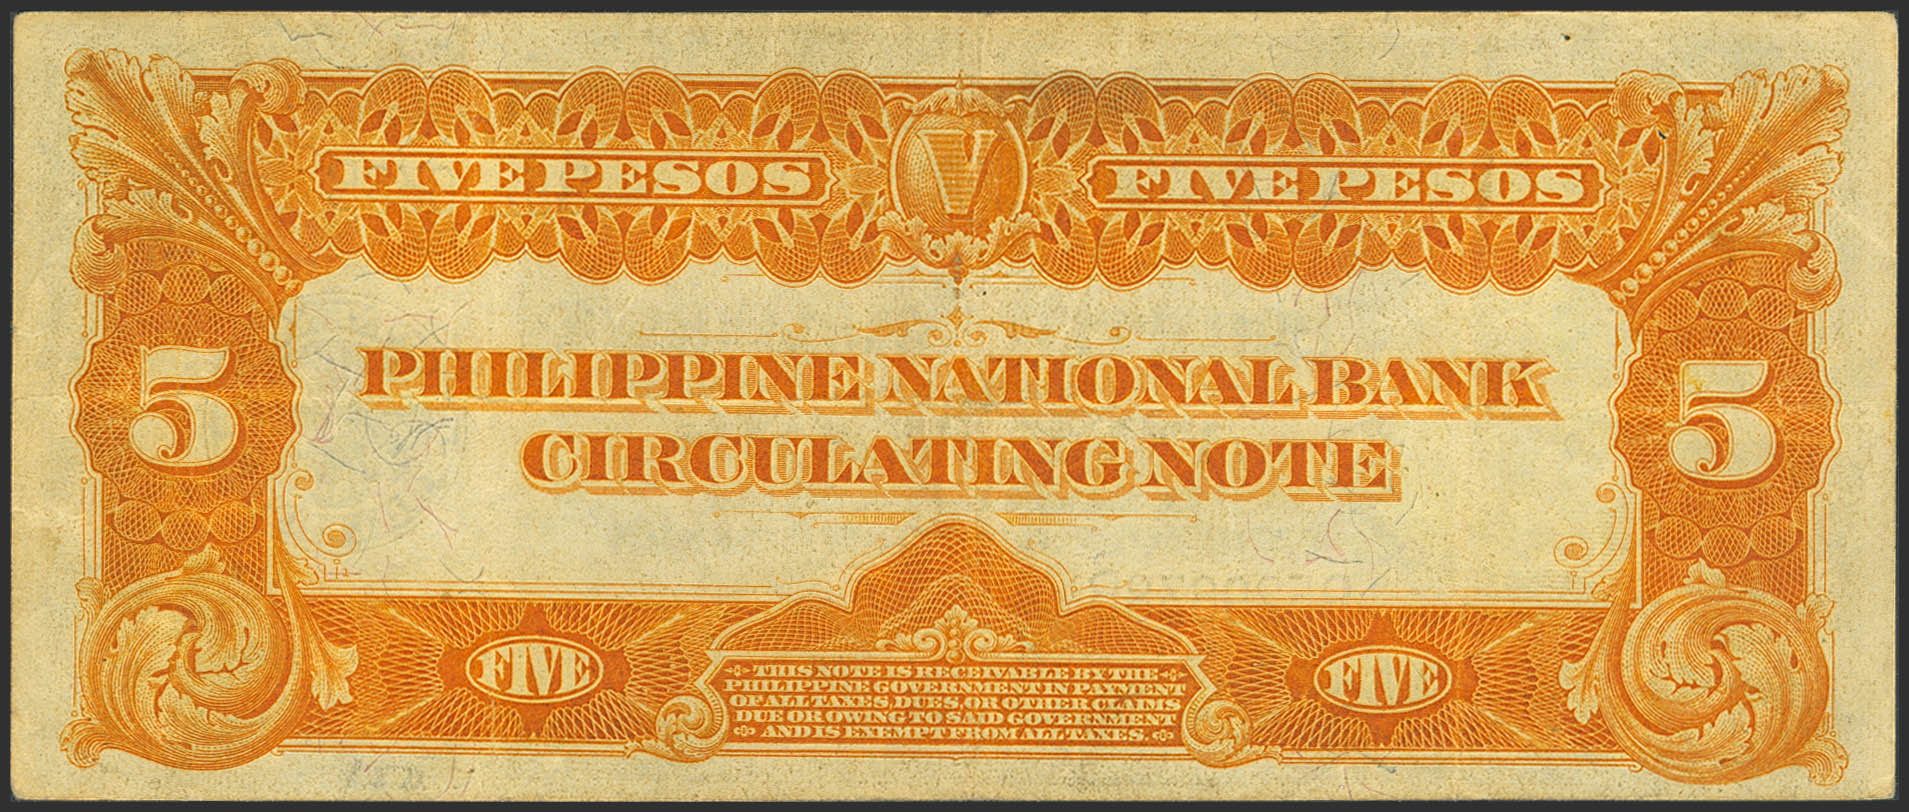 FIVE PESOS V FIVE PESOS
5 5
PHILIPPINE NATIONAL BANK
CIRCULATING NOTE
FIVE FIVE
THIS NOTE IS RECEIVABLE BY THE
PHILIPPINE GOVERNMENT IN PAYMENT
OF ALL TAXES, DUES, OR OTHER CLAIMS
DUE OR OWING TO SAID GOVERNMENT
AND IS EXEMPT FROM ALL TAXES.